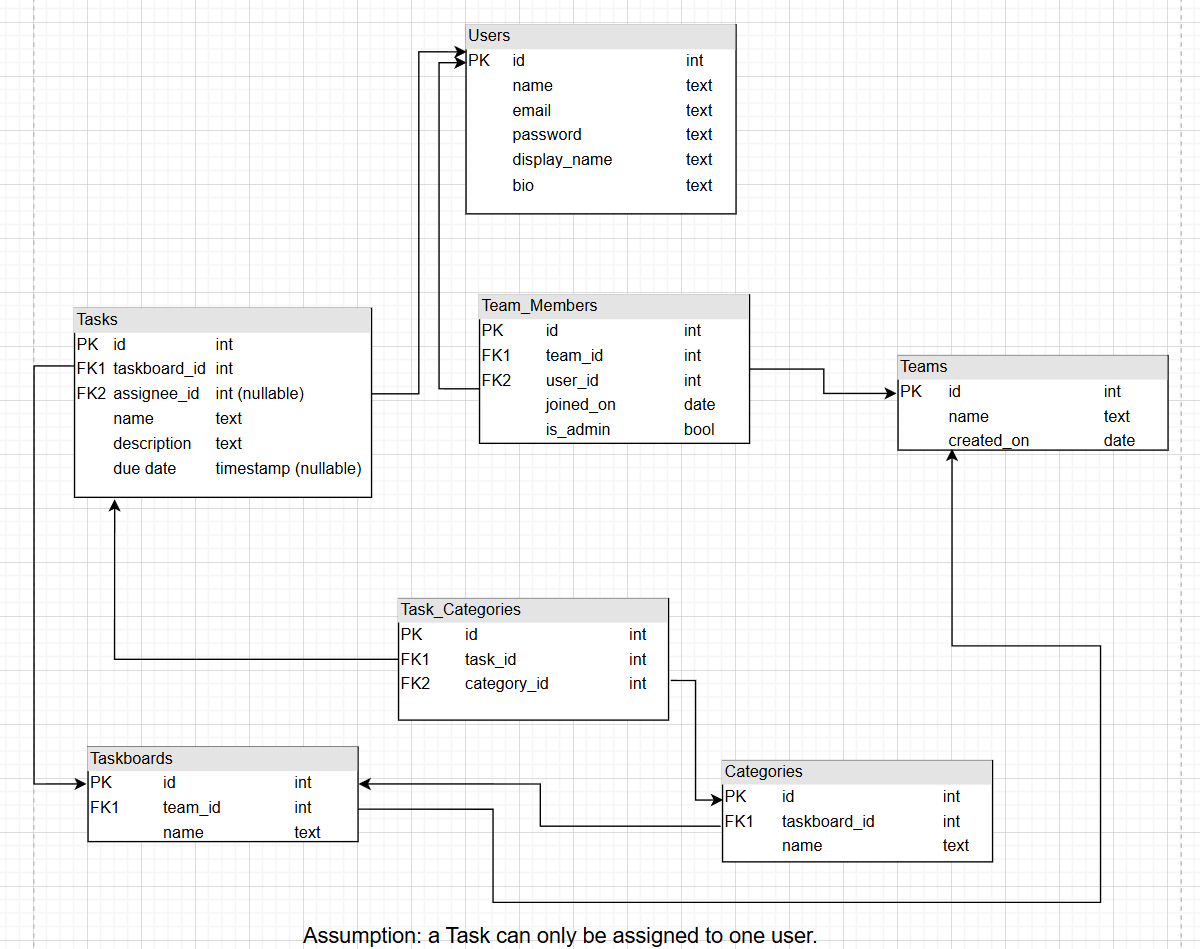 Users
PK id int
name text
email text
password text
display_name text
bio text
Tasks
PK id int
FK1 taskboard_id int
FK2 assignee_id int (nullable)
name text
description text
due date timestamp (nullable)
Team_Members
PK id int
FK1 team_id int
FK2 user_id int
joined_on date
is_admin bool
Teams
PK id int
name text
created_on date
Task_Categories
PK id int
FK1 task_id int
FK2 category_id int
Taskboards
PK id int
FK1 team_id int
name text
Categories
PK id int
FK1 taskboard_id int
name text
Assumption: a Task can only be assigned to one user.